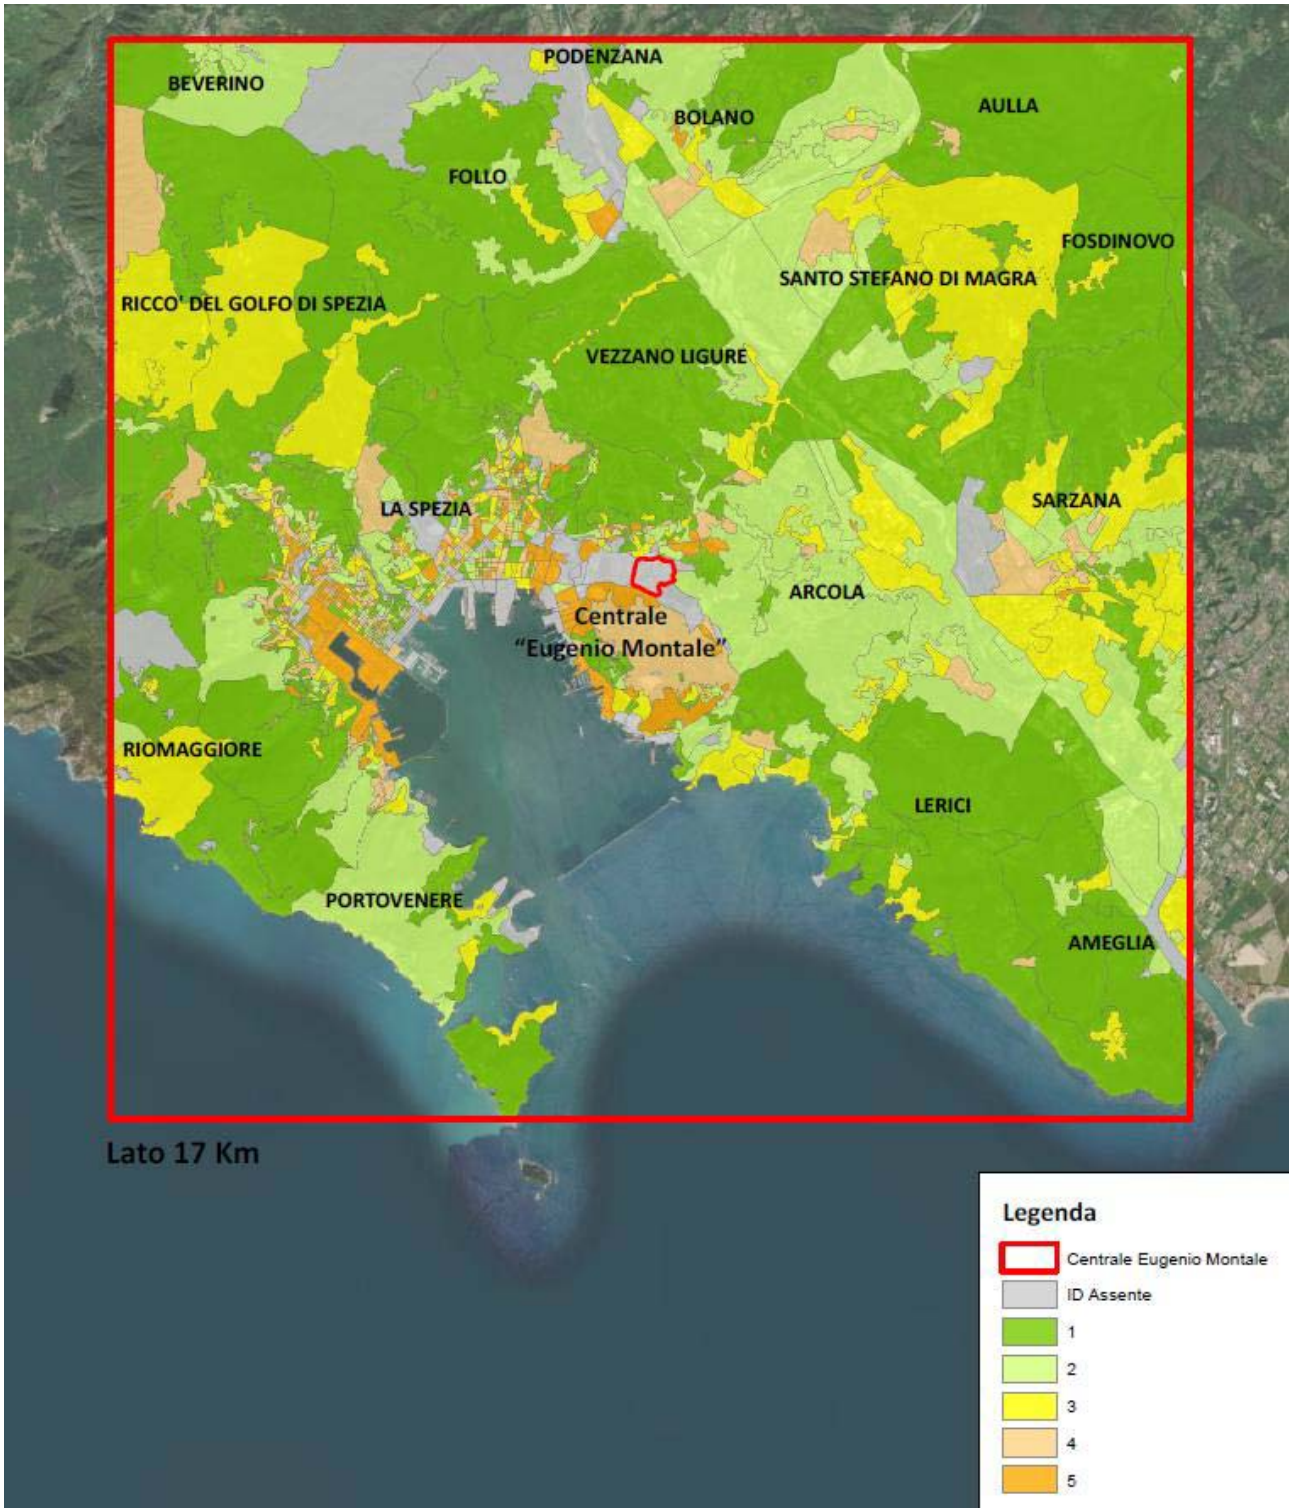 PODENZANA
BEVERINO
AULLA
BOLANO
FOLLO
FOSDINOVO
SANTO STEFANO DI MAGRA
RICCO' DEL GOLFO DI SPEZIA
VEZZANO LIGURE
SARZANA
LA SPEZIA
ARCOLA
Centrale
"Eugenio Montale"
RIOMAGGIORE
LERICI
PORTOVENERE
AMEGLIA
Lato 17 Km
Legenda
Centrale Eugenio Montale
ID Assente
1
2
3
4
5